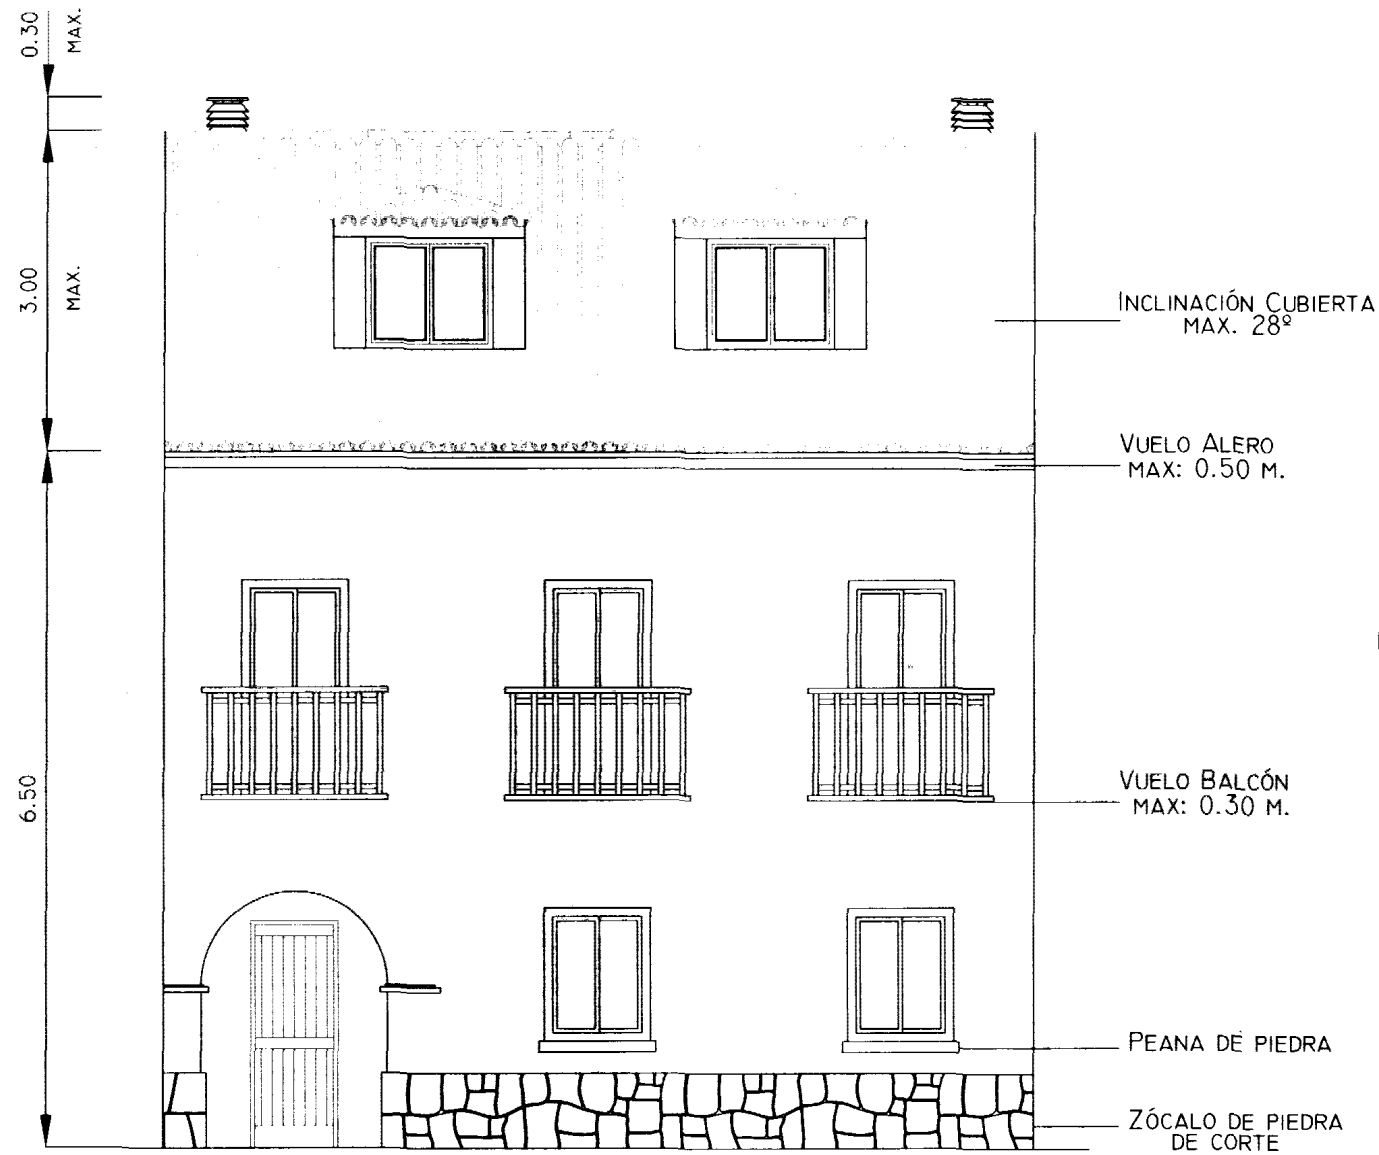 0.30
MAX.
3.00
MAX.
INCLINACIÓN CUBIERTA
MAX. 28º
VUELO ALERO
MAX: 0.50 M.
6.50
VUELO BALCÓN
MAX: 0.30 M.
PEANA DE PIEDRA
ZÓCALO DE PIEDRA
DE CORTE